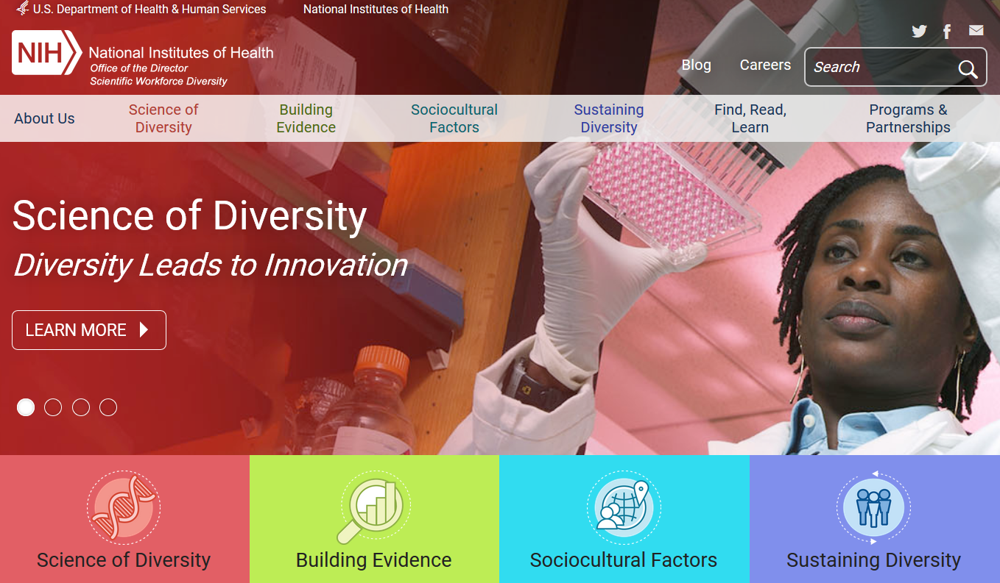 U.S. Department of Health & Human Services
National Institutes of Health
NIH
National Institutes of Health
Office of the Director
Scientific Workforce Diversity
Blog
Careers
Search
About Us
Science of
Diversity
Building
Evidence
Sociocultural
Factors
Sustaining
Diversity
Find, Read,
Learn
Programs &
Partnerships
Science of Diversity
Diversity Leads to Innovation
LEARN MORE
Science of Diversity
Building Evidence
Sociocultural Factors
Sustaining Diversity